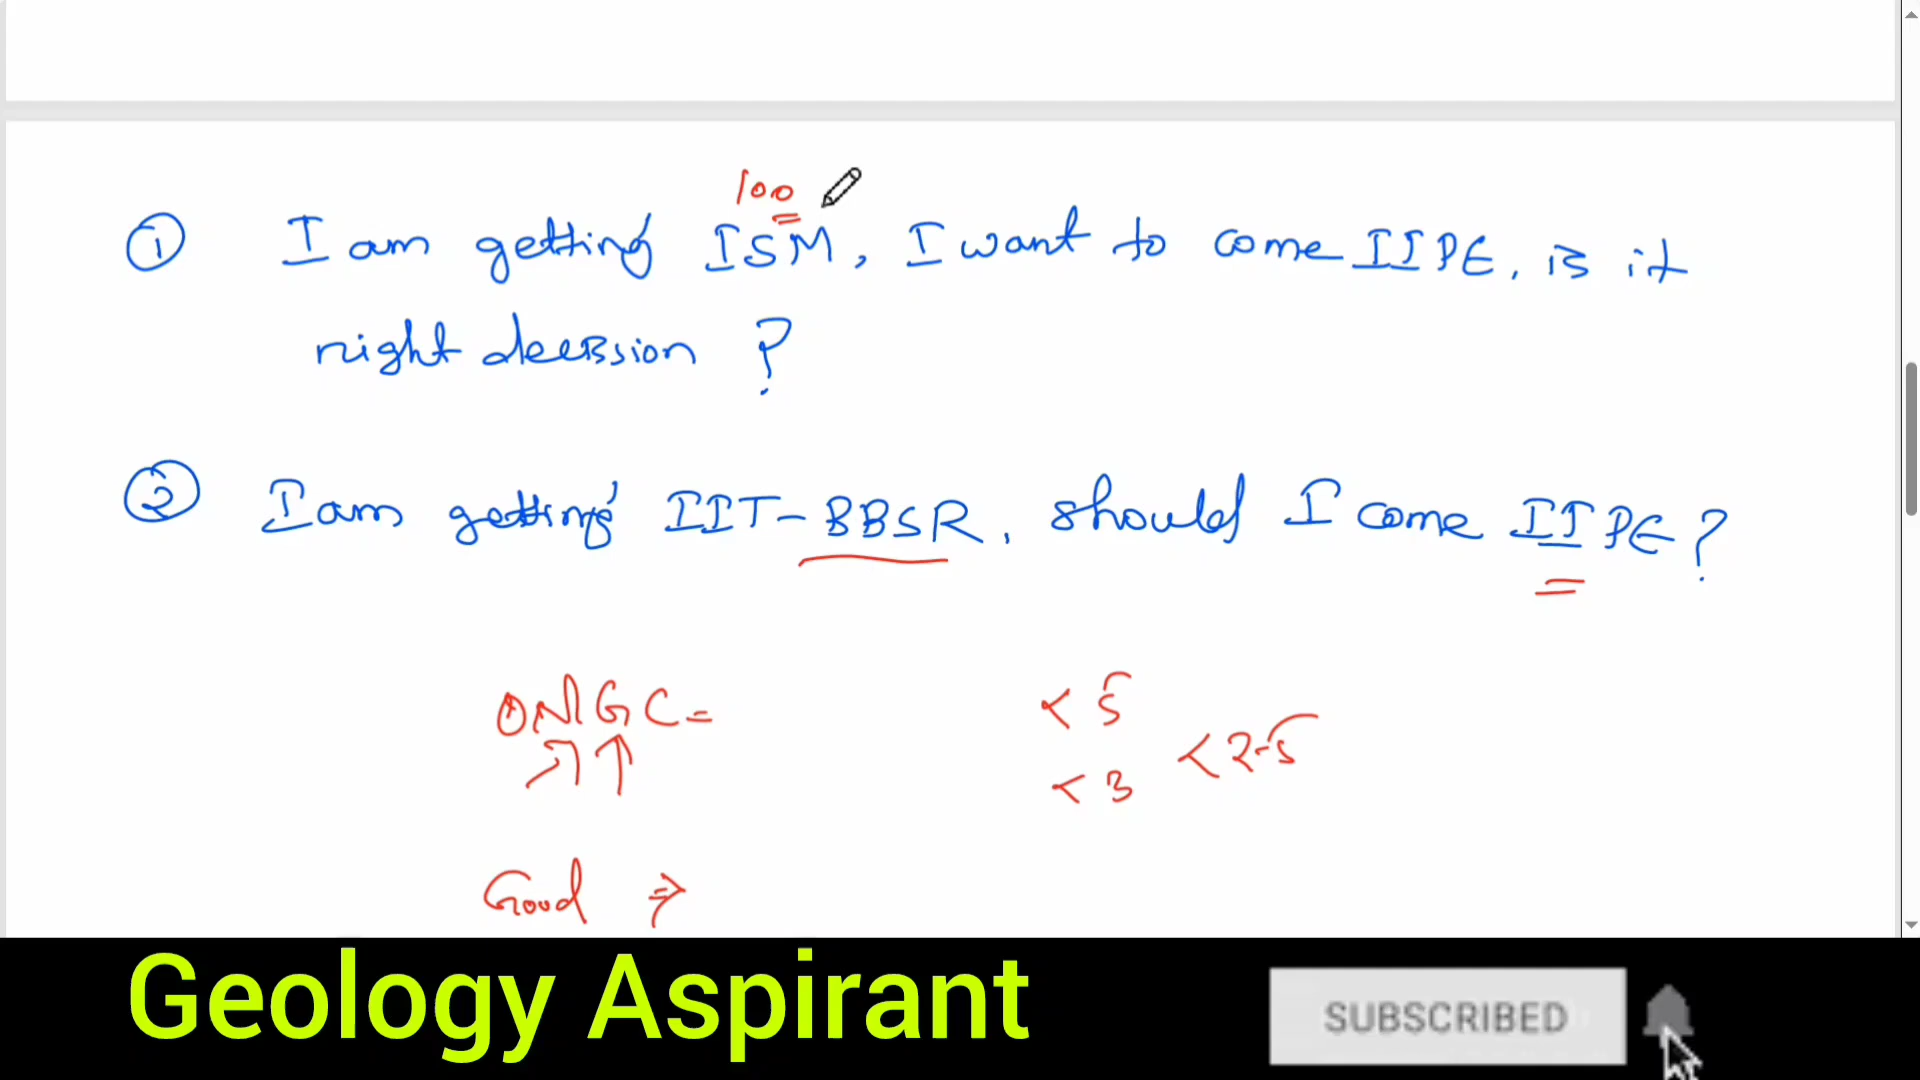 100
① I am getting ISM, I want to come IIPE, is it
right decission ?
② I am getting IIT-BBSR, should I come IIPE?
ONGC=
< 5
< 3 < 2-5
Good ⇒
Geology Aspirant
SUBSCRIBED